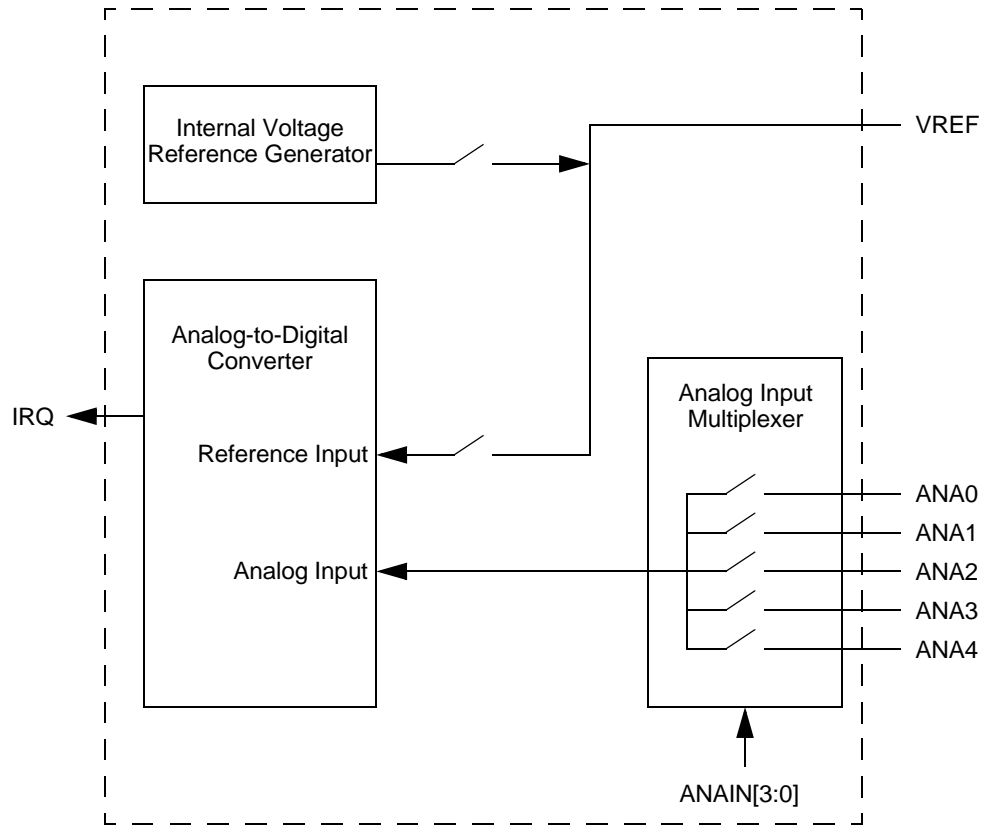 Internal Voltage
Reference Generator
VREF
Analog-to-Digital
Converter
IRQ
Reference Input
Analog Input
Analog Input
Multiplexer
ANA0
ANA1
ANA2
ANA3
ANA4
ANAIN[3:0]